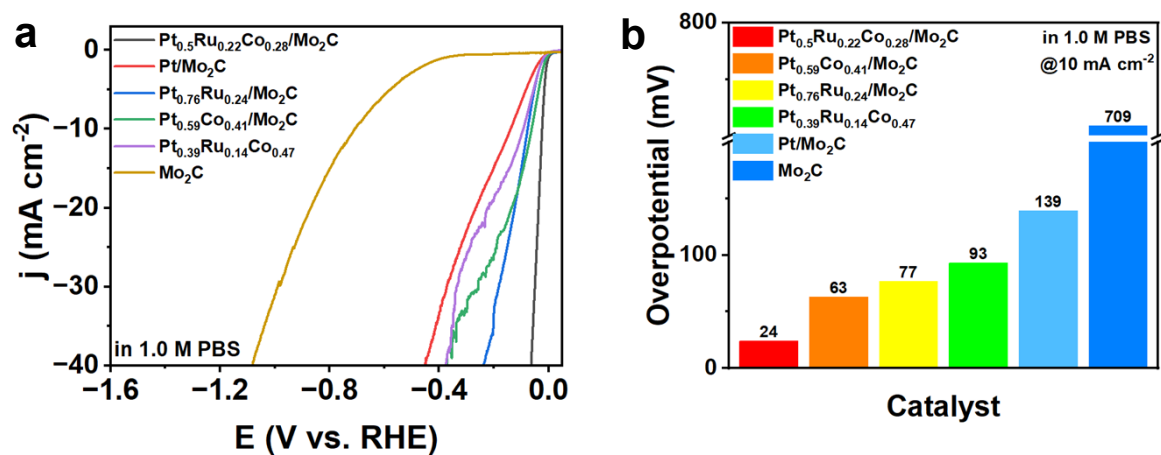 a
Pt0.5Ru0.22Co0.28/Mo2C
Pt/Mo2C
Pt0.76Ru0.24/Mo2C
Pt0.59Co0.41/Mo2C
Pt0.39Ru0.14Co0.47
Mo2C
in 1.0 M PBS
0
−10
−20
−30
−40
j (mA cm-2)
−1.6
−1.2
−0.8
−0.4
0.0
E (V vs. RHE)
b
Pt0.5Ru0.22Co0.28/Mo2C
Pt0.59Co0.41/Mo2C
Pt0.76Ru0.24/Mo2C
Pt0.39Ru0.14Co0.47
Pt/Mo2C
Mo2C
in 1.0 M PBS
@10 mA cm-2
800
100
0
Overpotential (mV)
24
63
77
93
139
709
Catalyst